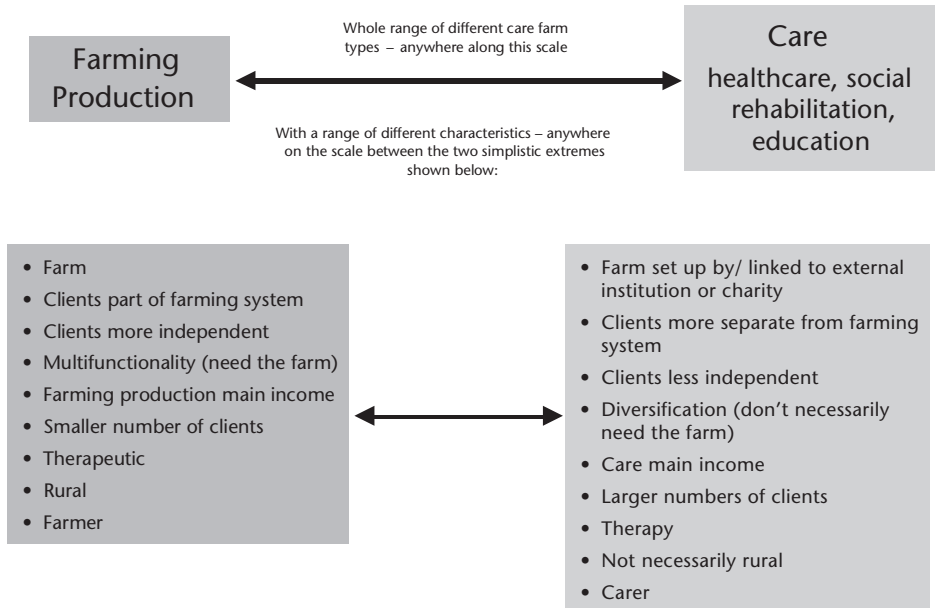 Farming
Production
Whole range of different care farm
types – anywhere along this scale
With a range of different characteristics – anywhere
on the scale between the two simplistic extremes
shown below:
Care
healthcare, social
rehabilitation,
education
• Farm
• Clients part of farming system
• Clients more independent
• Multifunctionality (need the farm)
• Farming production main income
• Smaller number of clients
• Therapeutic
• Rural
• Farmer
• Farm set up by/ linked to external
institution or charity
• Clients more separate from farming
system
• Clients less independent
• Diversification (don’t necessarily
need the farm)
• Care main income
• Larger numbers of clients
• Therapy
• Not necessarily rural
• Carer